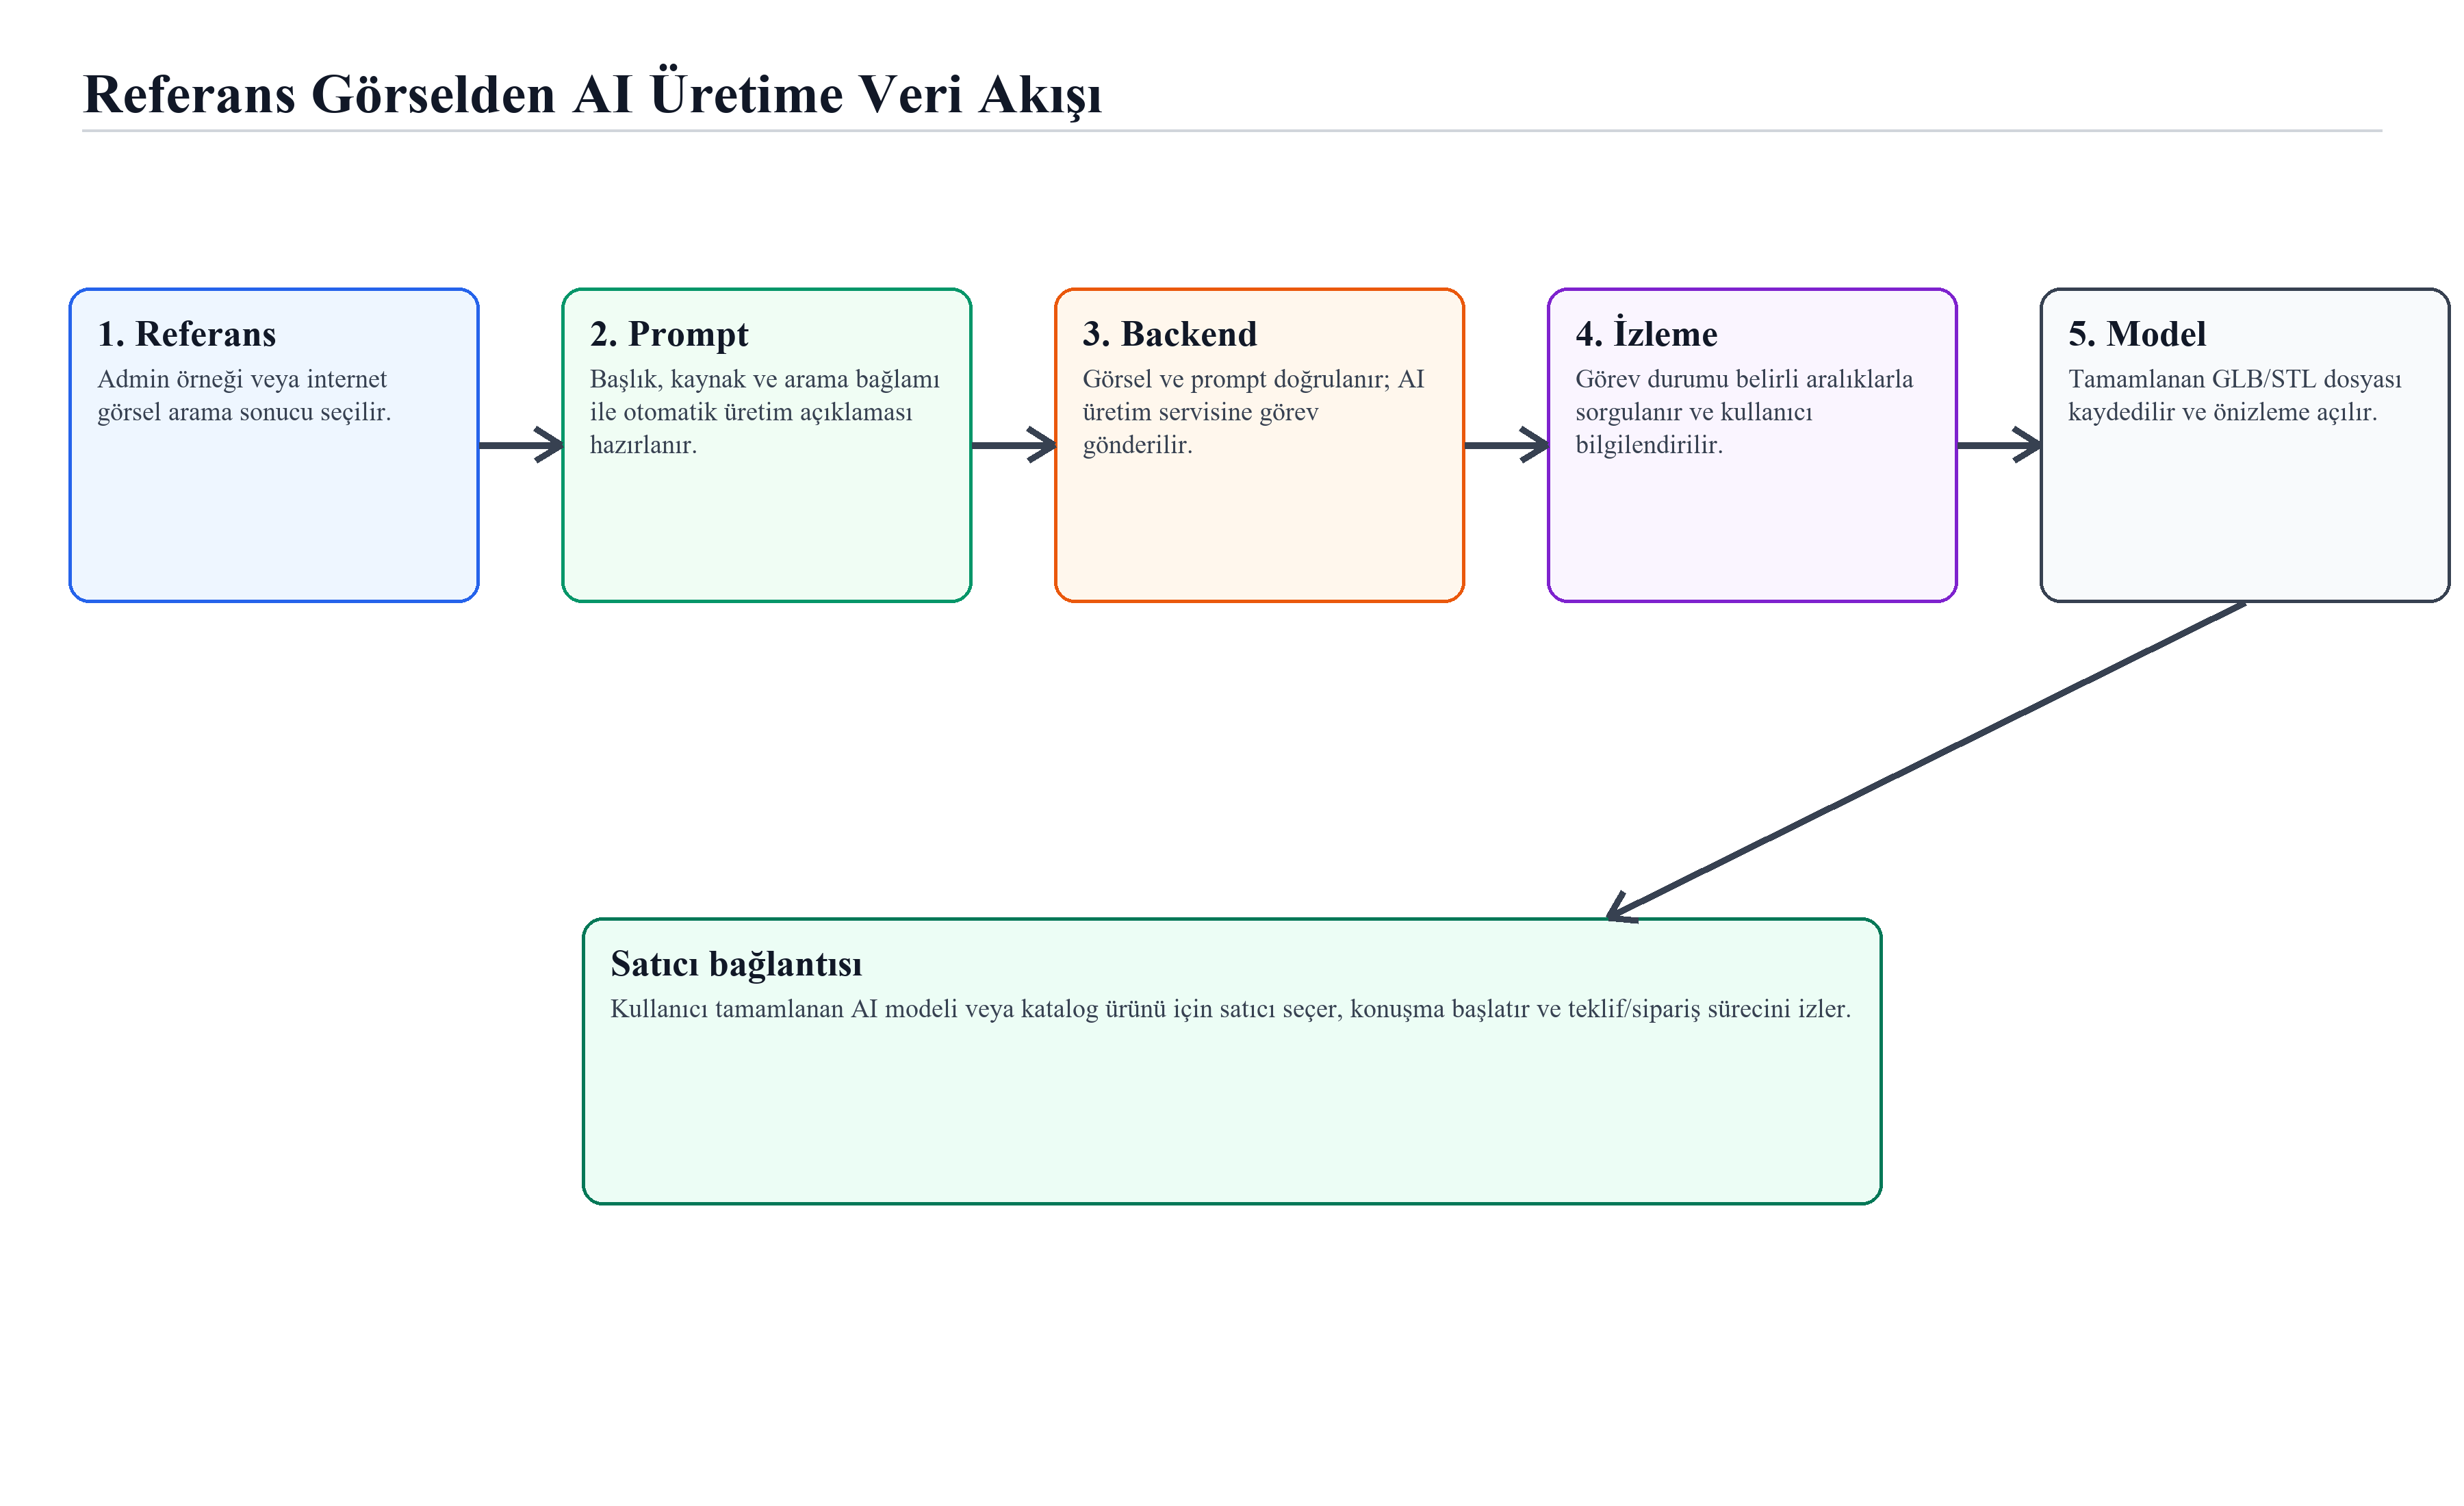 Referans Görselden AI Üretime Veri Akışı
1. Referans
Admin örneği veya internet
görsel arama sonucu seçilir.
2. Prompt
Başlık, kaynak ve arama bağlamı
ile otomatik üretim açıklaması
hazırlanır.
3. Backend
Görsel ve prompt doğrulanır; AI
üretim servisine görev
gönderilir.
4. İzleme
Görev durumu belirli aralıklarla
sorgulanır ve kullanıcı
bilgilendirilir.
5. Model
Tamamlanan GLB/STL dosyası
kaydedilir ve önizleme açılır.
Satıcı bağlantısı
Kullanıcı tamamlanan AI modeli veya katalog ürünü için satıcı seçer, konuşma başlatır ve teklif/sipariş sürecini izler.